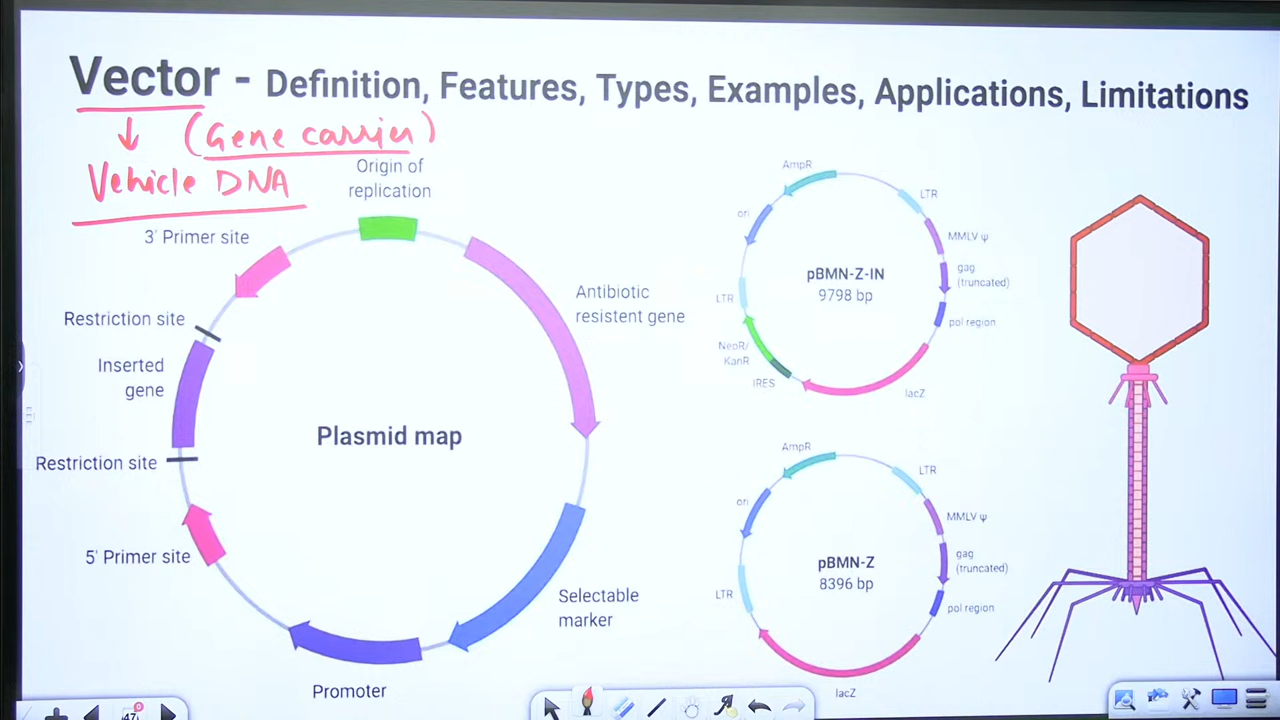 Vector - Definition, Features, Types, Examples, Applications, Limitations
↓ (Gene carrier)
Vehicle DNA
Origin of
replication
3' Primer site
Restriction site
Inserted
gene
Restriction site
5' Primer site
Promoter
Selectable
marker
Antibiotic
resistent gene
Plasmid map
AmpR
LTR
MMLV ψ
gag
(truncated)
pol region
lacZ
IRES
NeoR/
KanR
LTR
ori
pBMN-Z-IN
9798 bp
AmpR
LTR
MMLV ψ
gag
(truncated)
pol region
lacZ
LTR
ori
pBMN-Z
8396 bp
47